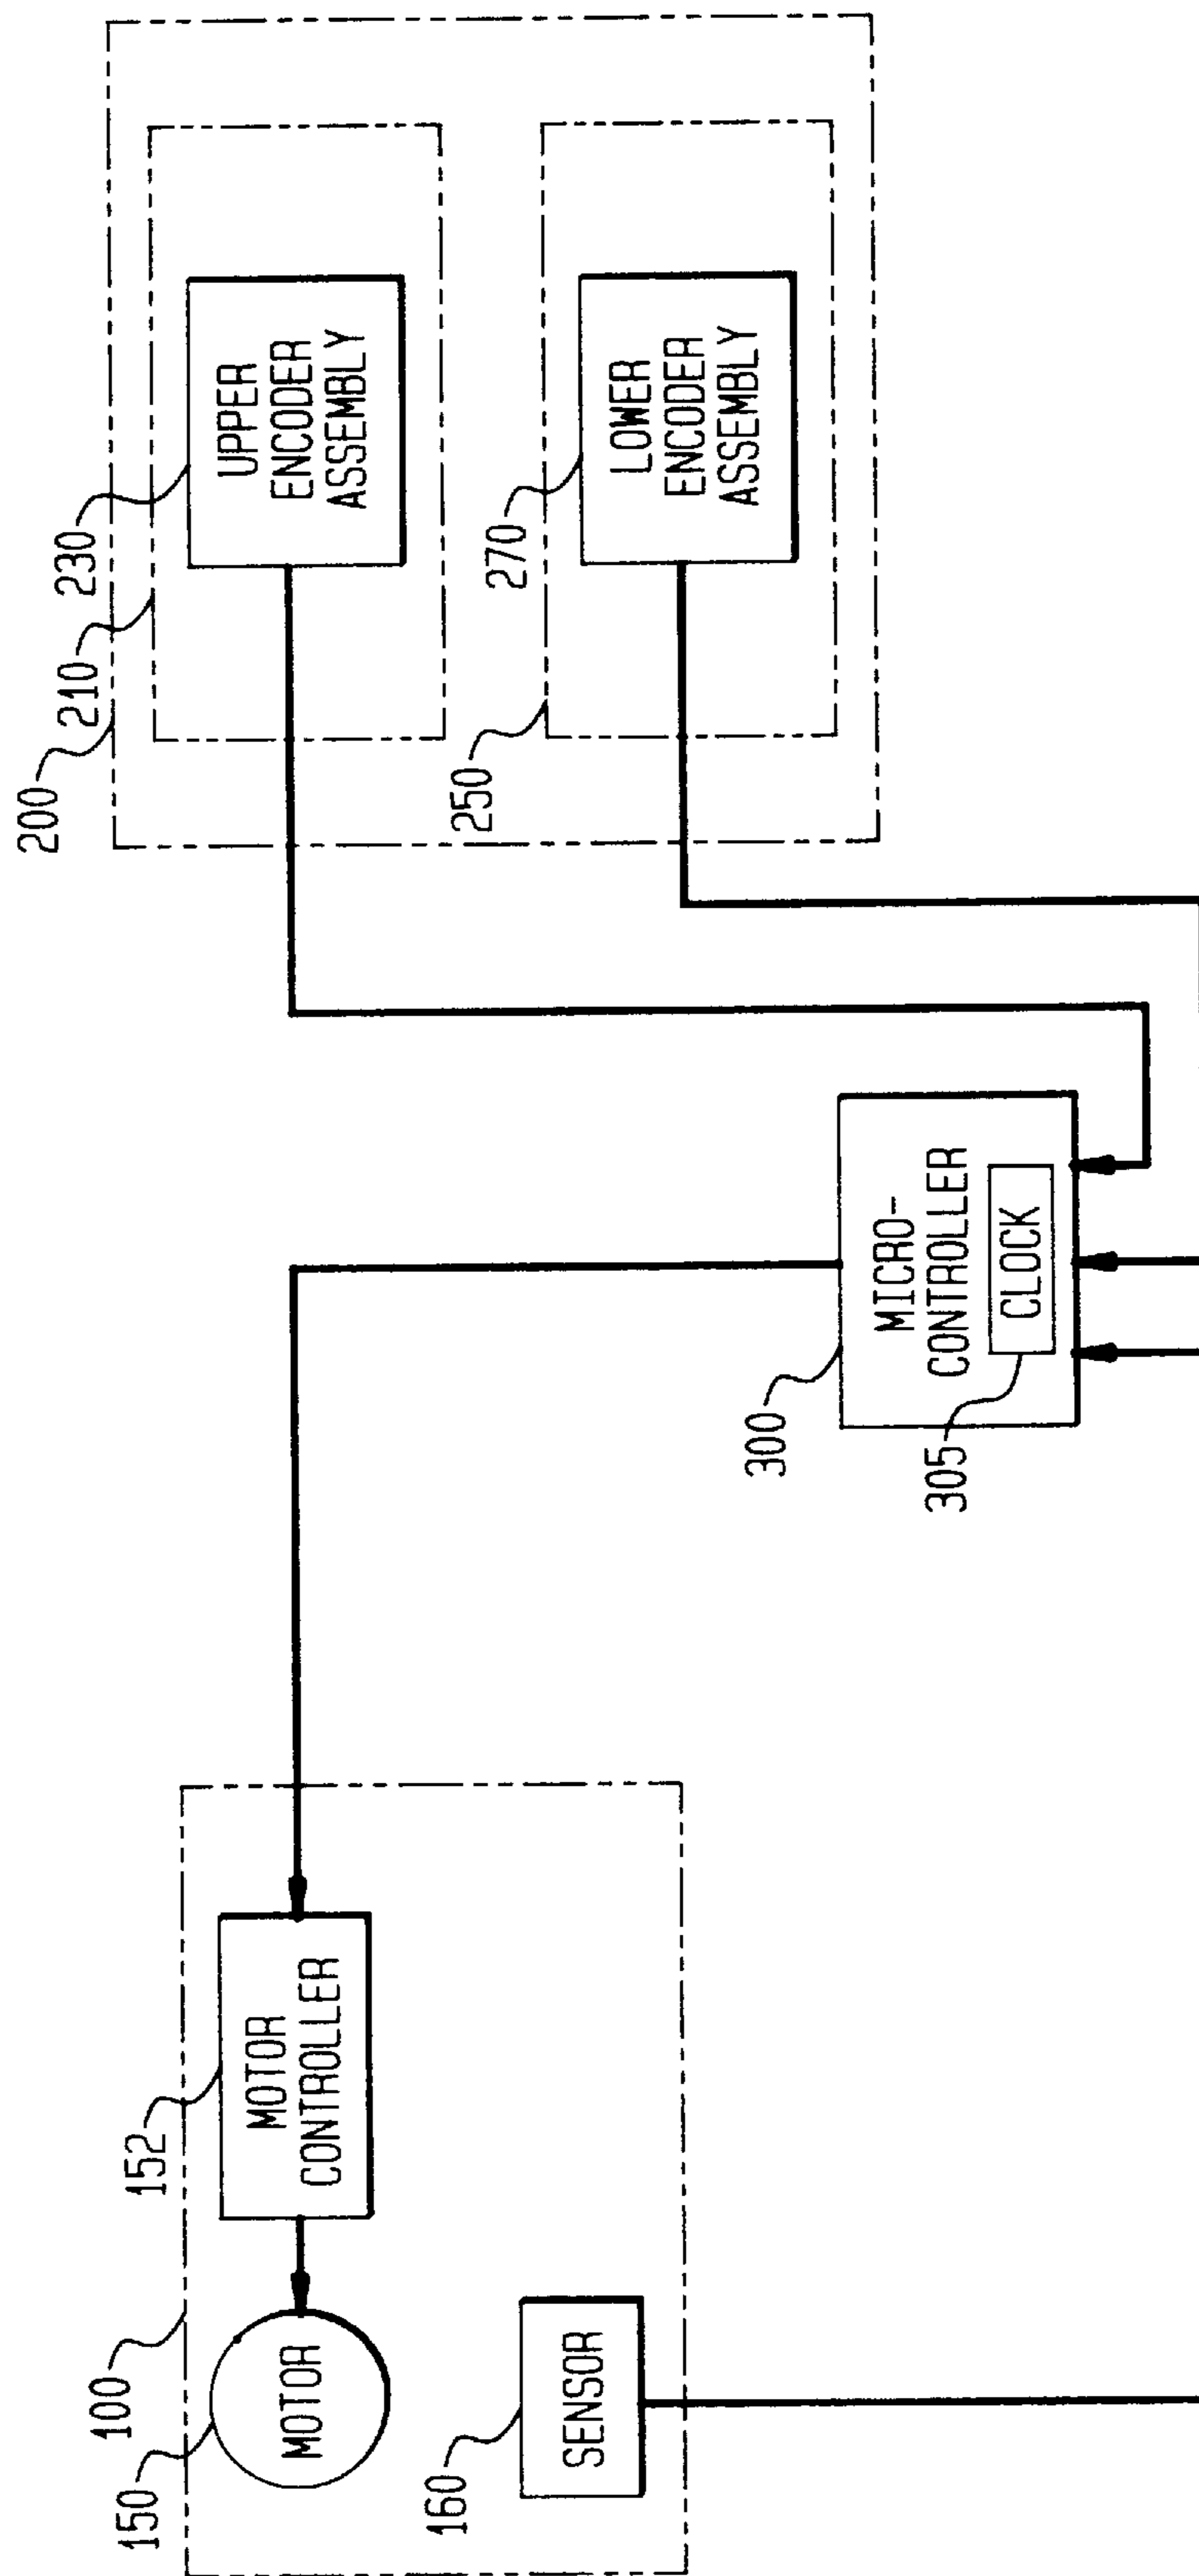 100
150
MOTOR
152
MOTOR
CONTROLLER
160
SENSOR
300
MICRO-
CONTROLLER
CLOCK
305
200
210
230
UPPER
ENCODER
ASSEMBLY
250
270
LOWER
ENCODER
ASSEMBLY